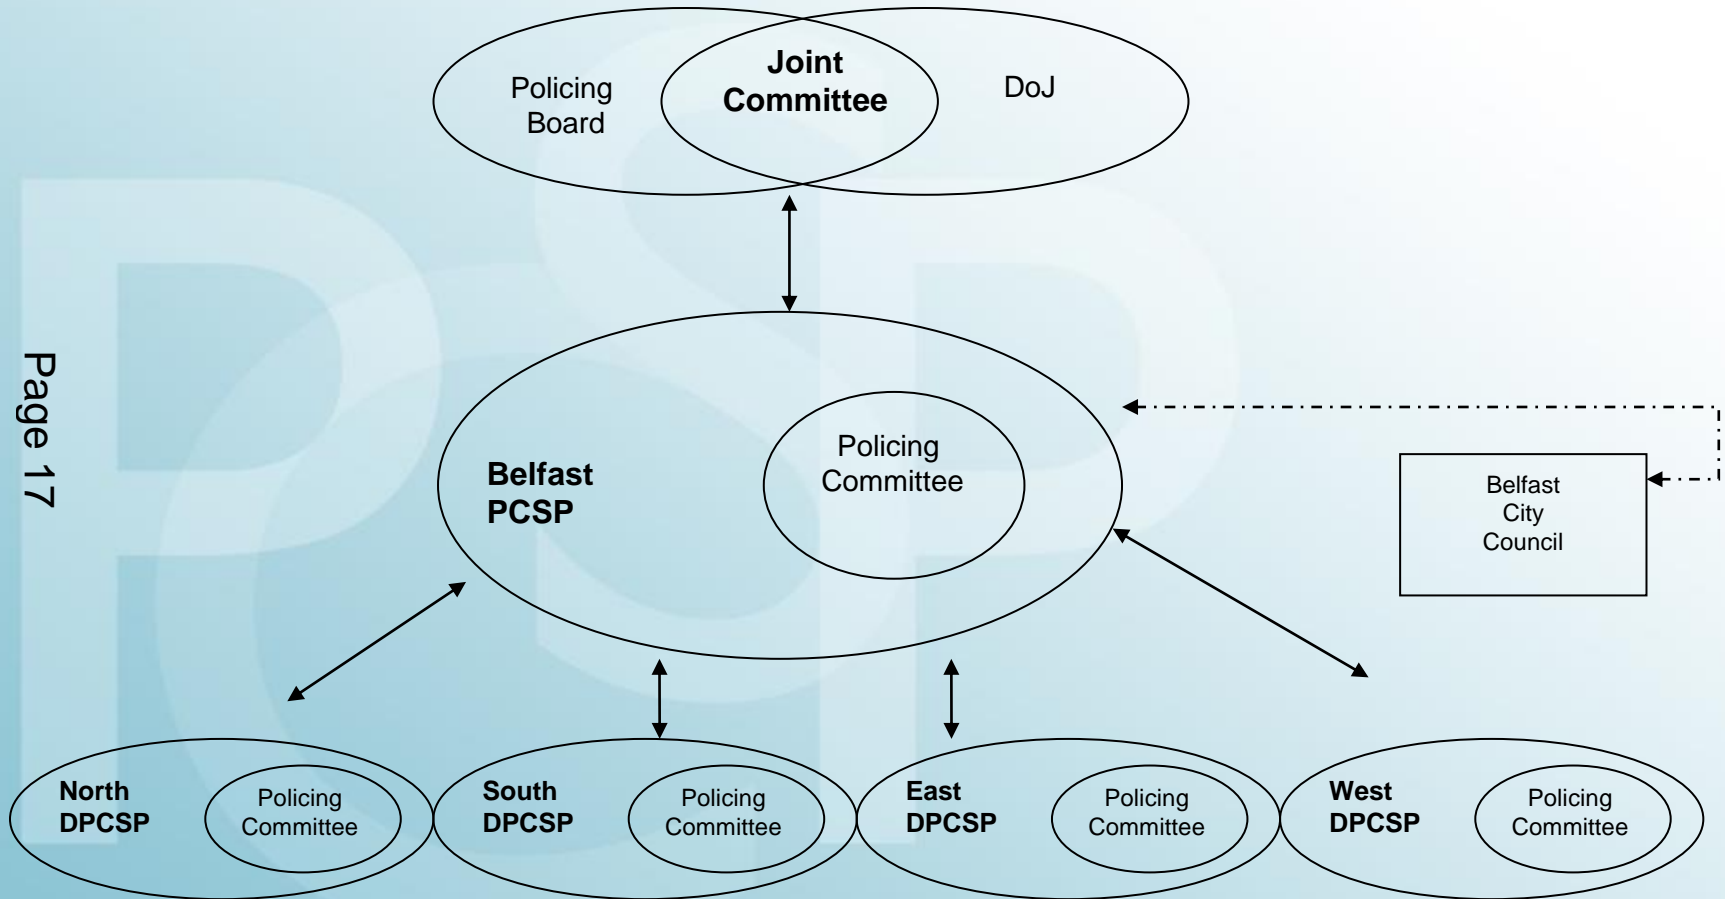 Policing
Board
Joint
Committee
DoJ
Page 17
Belfast
PCSP
Policing
Committee
Belfast
City
Council
North
DPCSP
Policing
Committee
South
DPCSP
Policing
Committee
East
DPCSP
Policing
Committee
West
DPCSP
Policing
Committee
PCSP